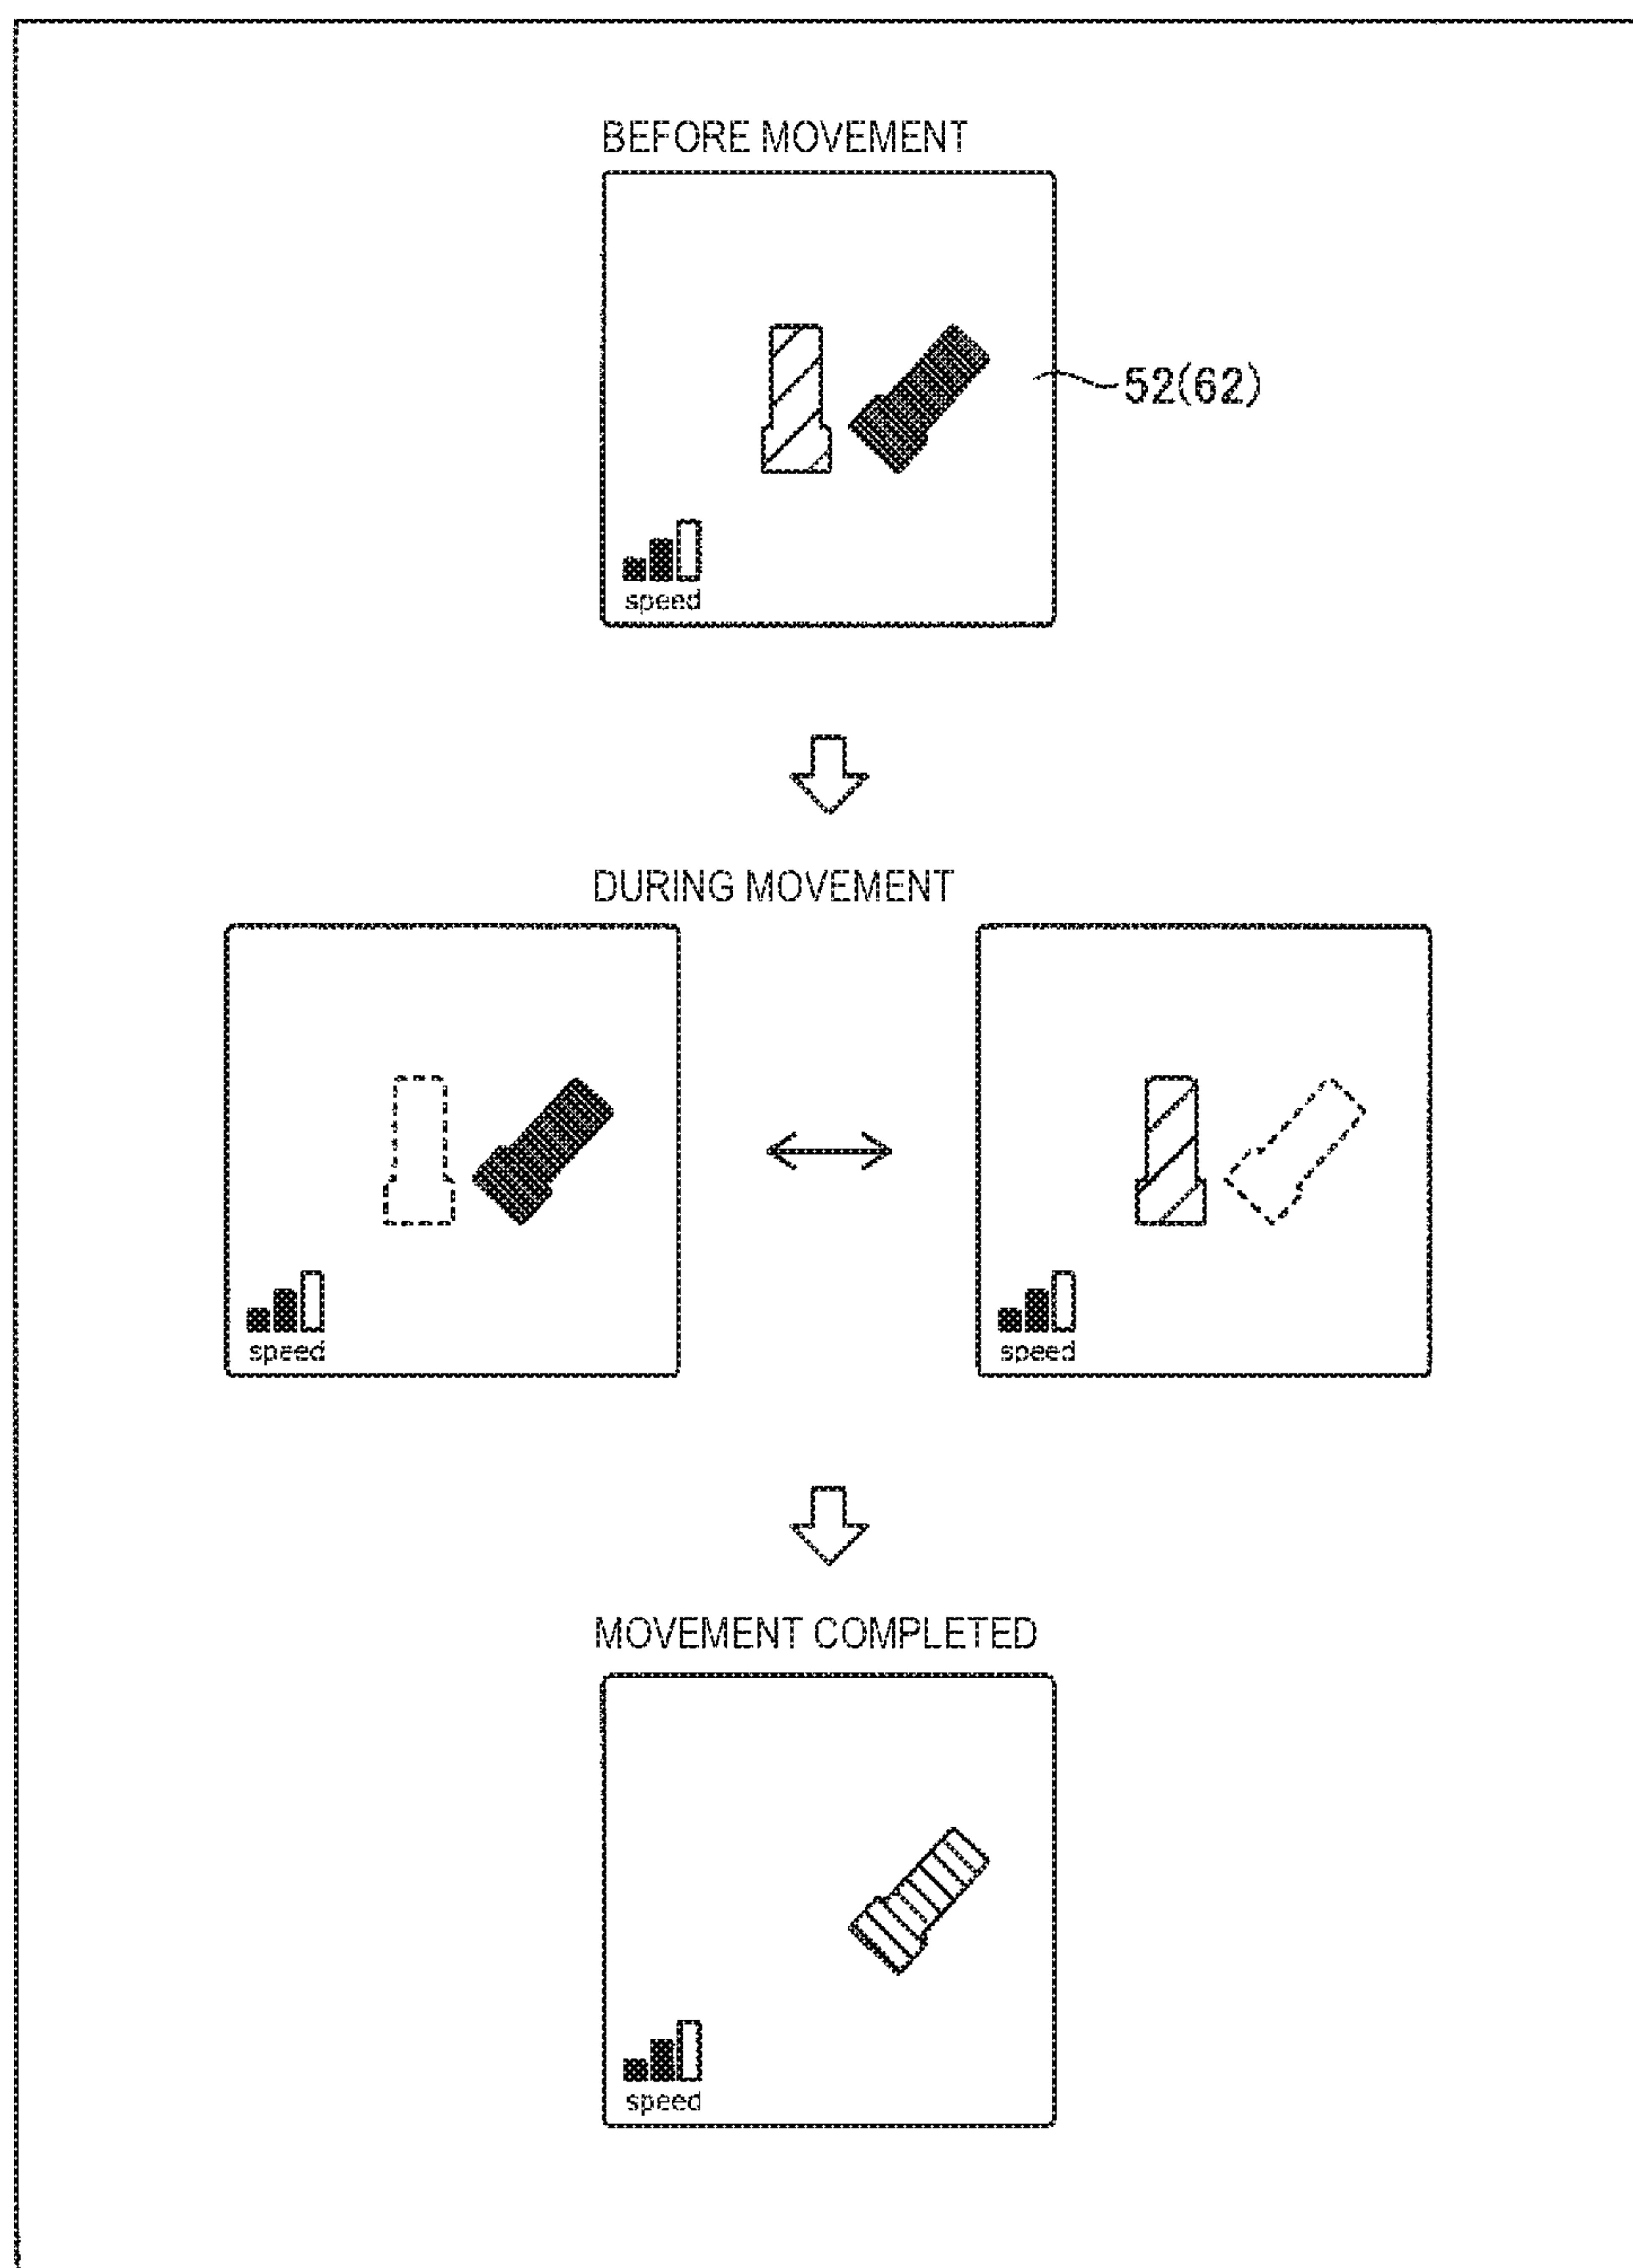 BEFORE MOVEMENT
52(62)
speed
DURING MOVEMENT
speed
speed
MOVEMENT COMPLETED
speed